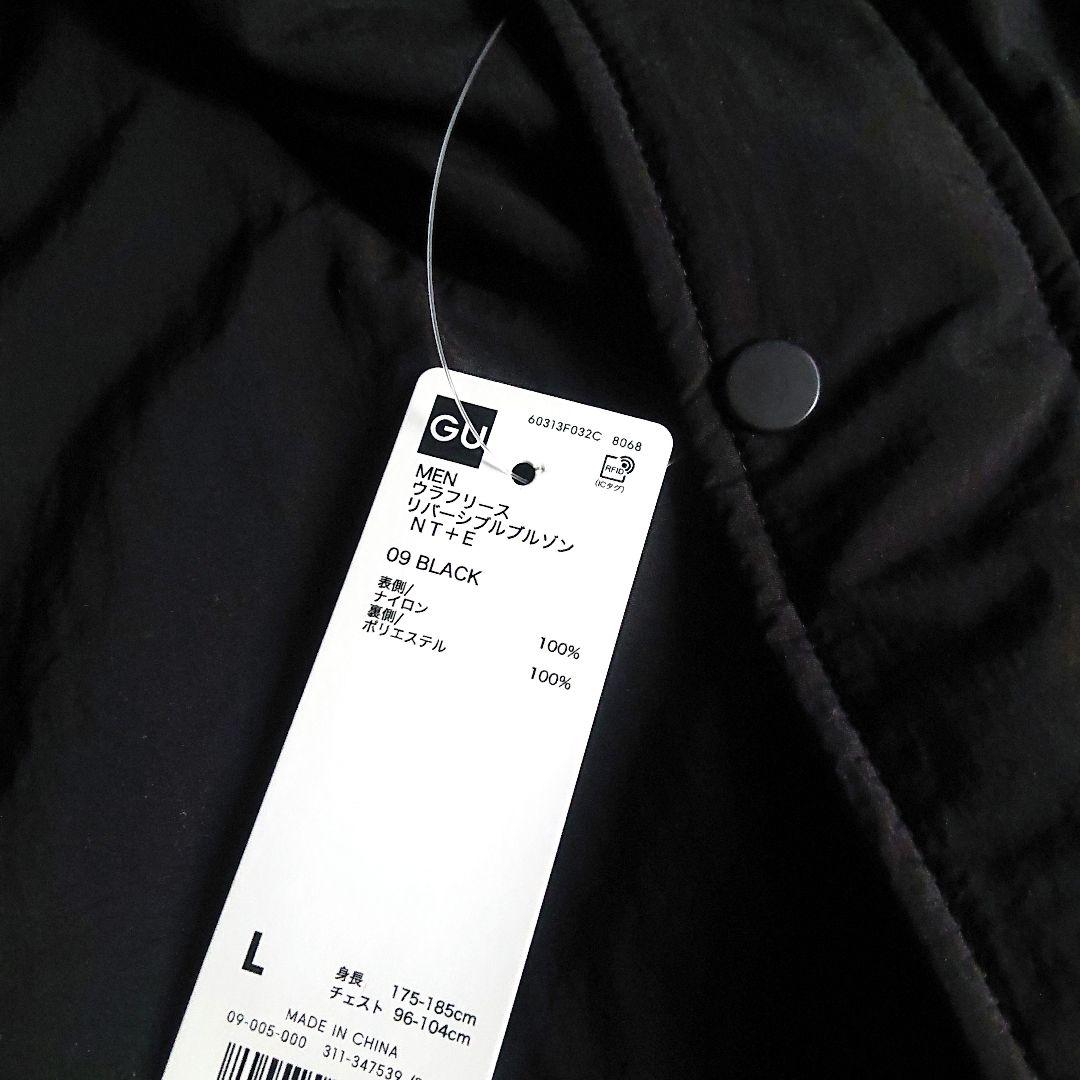 GU
60313F032C 8068
RFID
(ICタグ)
MEN
ウラフリース
リバーシブルブルゾン
NT+E
09 BLACK
表側/
ナイロン 100%
裏側/
ポリエステル 100%
L
身長 175-185cm
チェスト 96-104cm
MADE IN CHINA
09-005-000 311-347539